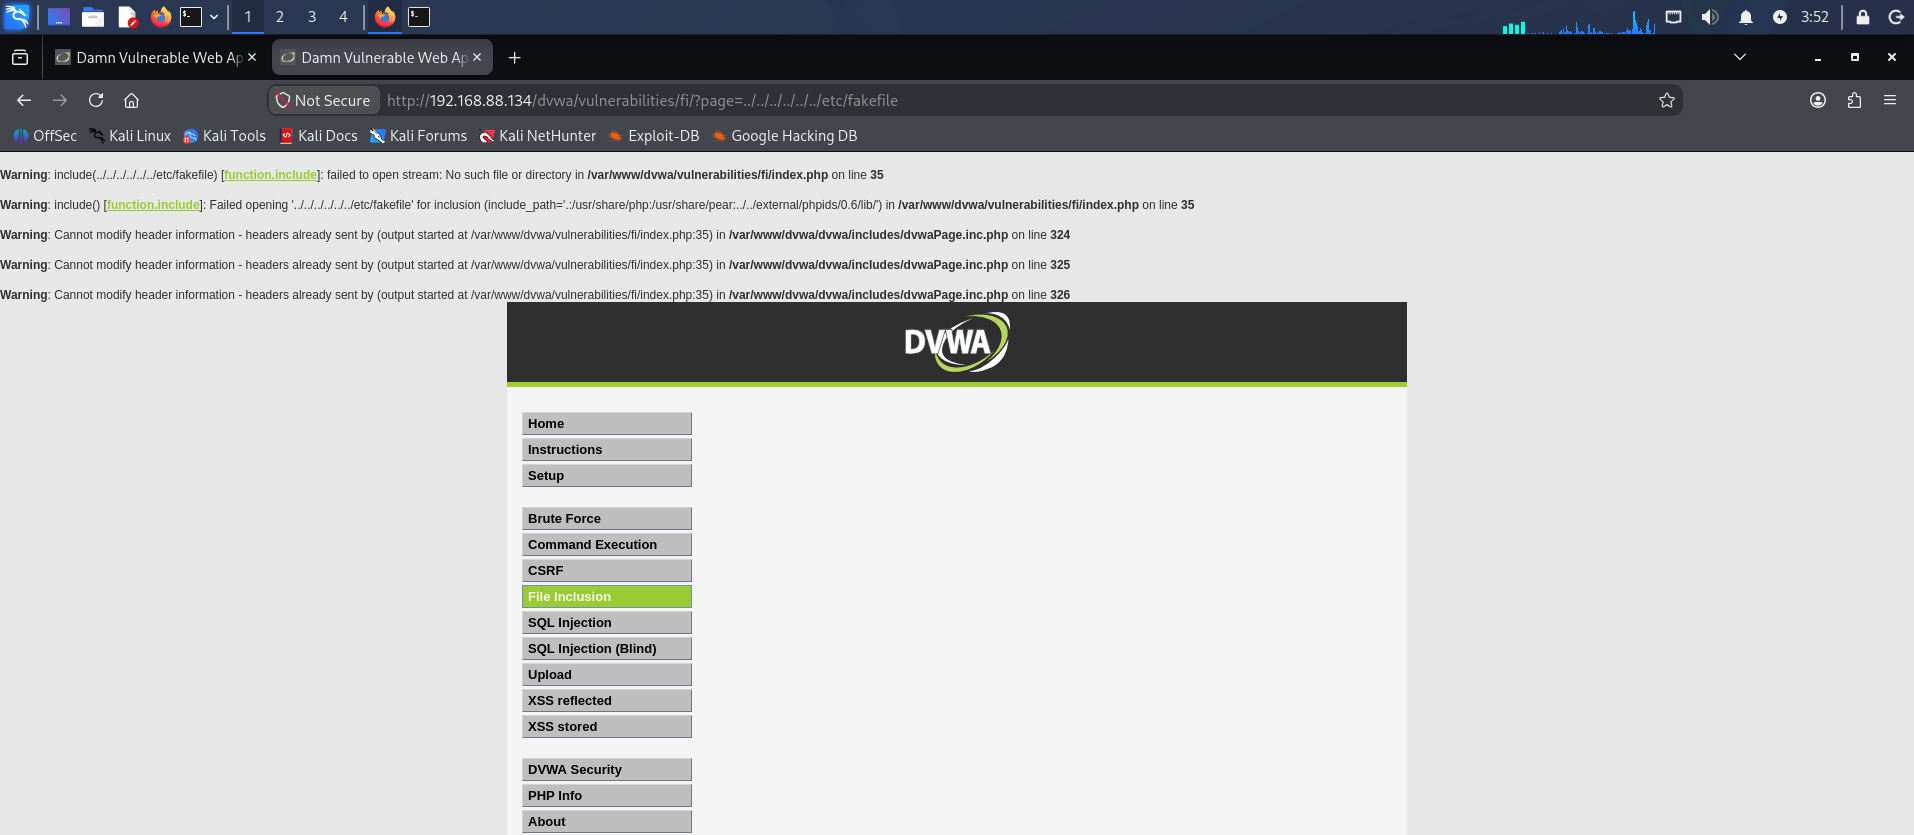 1 2 3 4 3:52
Damn Vulnerable Web Ap Damn Vulnerable Web Ap
Not Secure http://192.168.88.134/dvwa/vulnerabilities/fi/?page=../../../../../../etc/fakefile
OffSec Kali Linux Kali Tools Kali Docs Kali Forums Kali NetHunter Exploit-DB Google Hacking DB
Warning: include(../../../../../../etc/fakefile) [function.include]: failed to open stream: No such file or directory in /var/www/dvwa/vulnerabilities/fi/index.php on line 35
Warning: include() [function.include]: Failed opening '../../../../../../etc/fakefile' for inclusion (include_path='.:/usr/share/php:/usr/share/pear:../../external/phpids/0.6/lib/') in /var/www/dvwa/vulnerabilities/fi/index.php on line 35
Warning: Cannot modify header information - headers already sent by (output started at /var/www/dvwa/vulnerabilities/fi/index.php:35) in /var/www/dvwa/dvwa/includes/dvwaPage.inc.php on line 324
Warning: Cannot modify header information - headers already sent by (output started at /var/www/dvwa/vulnerabilities/fi/index.php:35) in /var/www/dvwa/dvwa/includes/dvwaPage.inc.php on line 325
Warning: Cannot modify header information - headers already sent by (output started at /var/www/dvwa/vulnerabilities/fi/index.php:35) in /var/www/dvwa/dvwa/includes/dvwaPage.inc.php on line 326
DVWA
Home
Instructions
Setup
Brute Force
Command Execution
CSRF
File Inclusion
SQL Injection
SQL Injection (Blind)
Upload
XSS reflected
XSS stored
DVWA Security
PHP Info
About